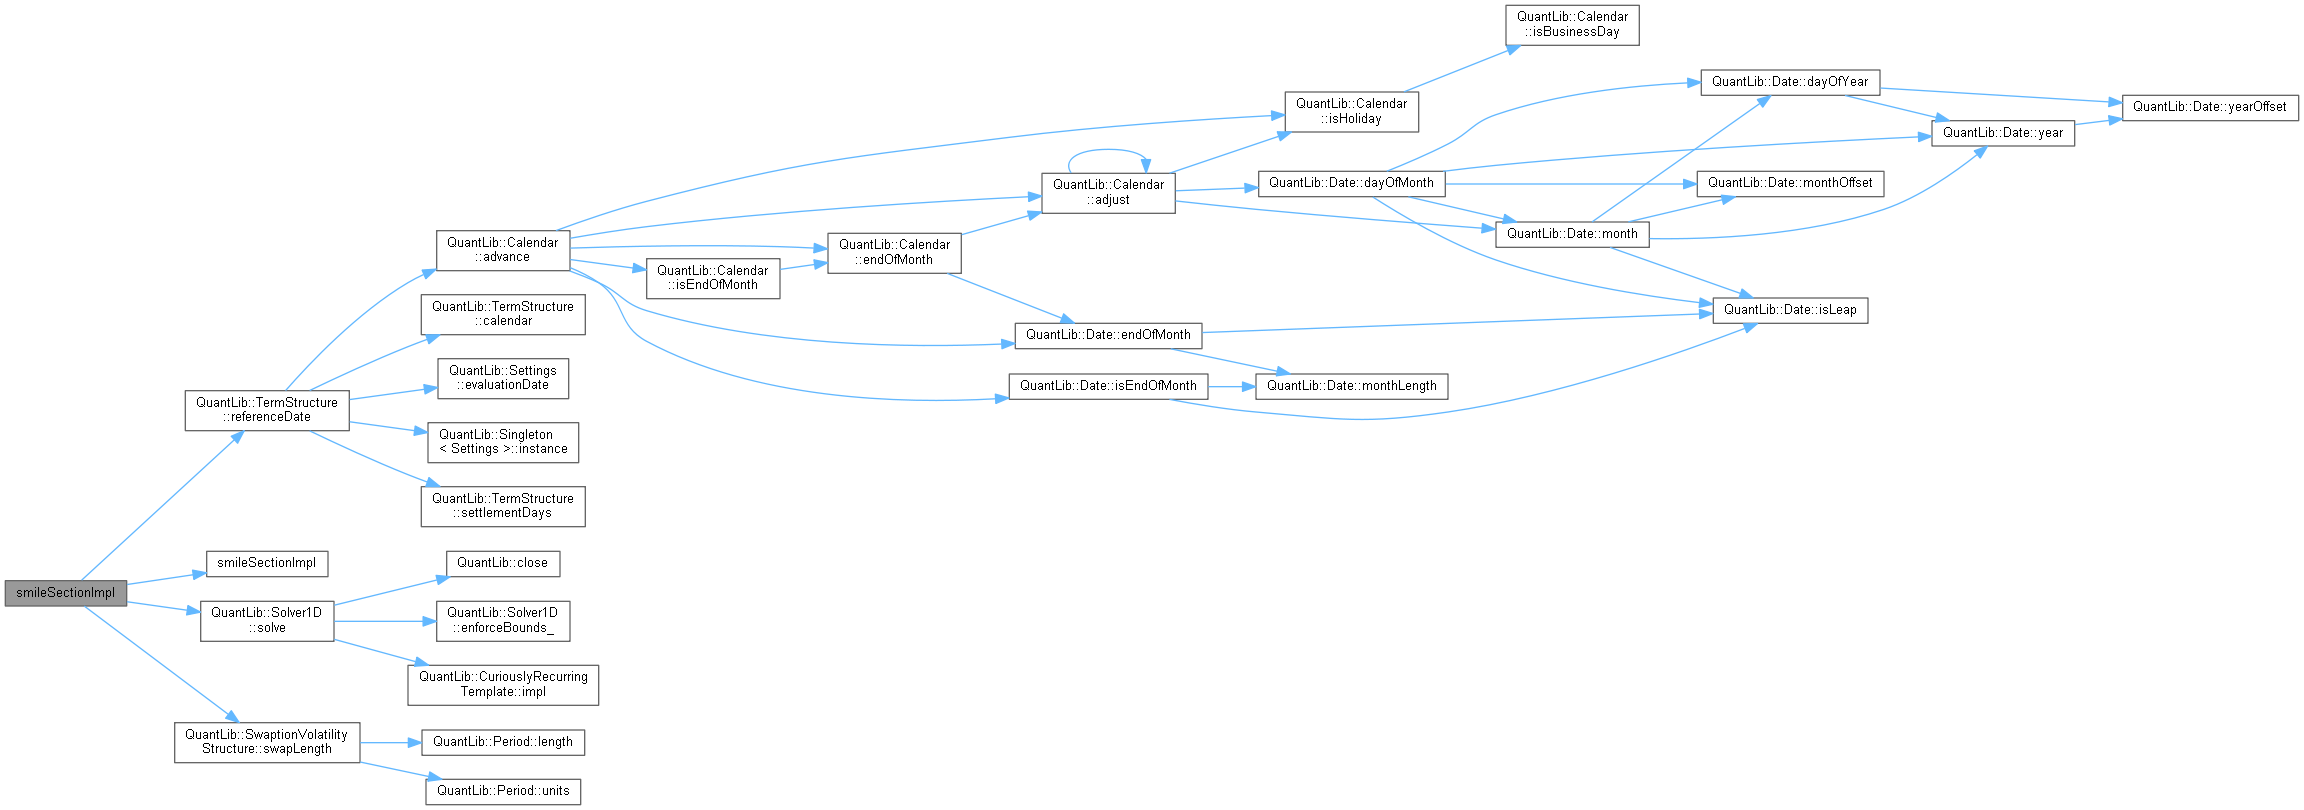 QuantLib::Calendar
::isBusinessDay
QuantLib::Date::dayOfYear
QuantLib::Calendar
::isHoliday
QuantLib::Date::yearOffset
QuantLib::Date::year
QuantLib::Calendar
::adjust
QuantLib::Date::dayOfMonth
QuantLib::Date::monthOffset
QuantLib::Date::month
QuantLib::Calendar
::advance
QuantLib::Calendar
::endOfMonth
QuantLib::Calendar
::isEndOfMonth
QuantLib::TermStructure
::calendar
QuantLib::Date::isLeap
QuantLib::Date::endOfMonth
QuantLib::Settings
::evaluationDate
QuantLib::Date::isEndOfMonth
QuantLib::Date::monthLength
QuantLib::TermStructure
::referenceDate
QuantLib::Singleton
< Settings >::instance
QuantLib::TermStructure
::settlementDays
smileSectionImpl
QuantLib::close
smileSectionImpl
QuantLib::Solver1D
::solve
QuantLib::Solver1D
::enforceBounds_
QuantLib::CuriouslyRecurring
Template::impl
QuantLib::SwaptionVolatility
Structure::swapLength
QuantLib::Period::length
QuantLib::Period::units